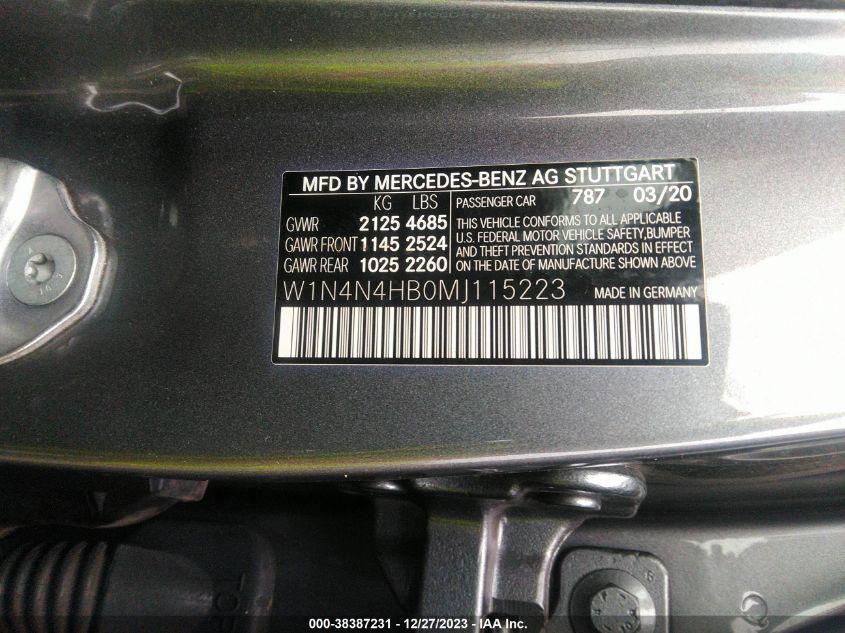 MFD BY MERCEDES-BENZ AG STUTTGART
KG LBS PASSENGER CAR 787 03/20
GVWR 2125 4685
GAWR FRONT 1145 2524
GAWR REAR 1025 2260
THIS VEHICLE CONFORMS TO ALL APPLICABLE
U.S. FEDERAL MOTOR VEHICLE SAFETY,BUMPER
AND THEFT PREVENTION STANDARDS IN EFFECT
ON THE DATE OF MANUFACTURE SHOWN ABOVE
W1N4N4HB0MJ115223 MADE IN GERMANY
TOP
000-38387231 - 12/27/2023 - IAA Inc.